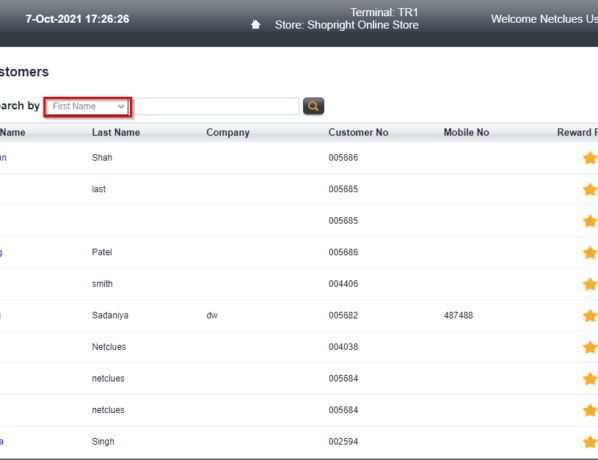 7-Oct-2021 17:26:26
Terminal: TR1
Store: Shopright Online Store
Welcome Netclues Us
stomers
arch by First Name
Name Last Name Company Customer No Mobile No Reward
Shah 005686
last 005685
005685
Patel 005686
smith 004406
Sadaniya dw 005682 487488
Netclues 004038
netclues 005684
netclues 005684
a Singh 002594